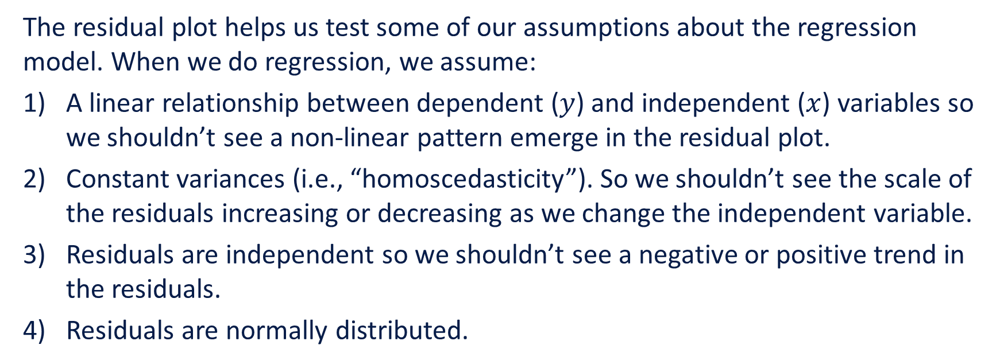 The residual plot helps us test some of our assumptions about the regression
model. When we do regression, we assume:
1) A linear relationship between dependent (y) and independent (x) variables so
we shouldn’t see a non-linear pattern emerge in the residual plot.
2) Constant variances (i.e., “homoscedasticity”). So we shouldn’t see the scale of
the residuals increasing or decreasing as we change the independent variable.
3) Residuals are independent so we shouldn’t see a negative or positive trend in
the residuals.
4) Residuals are normally distributed.